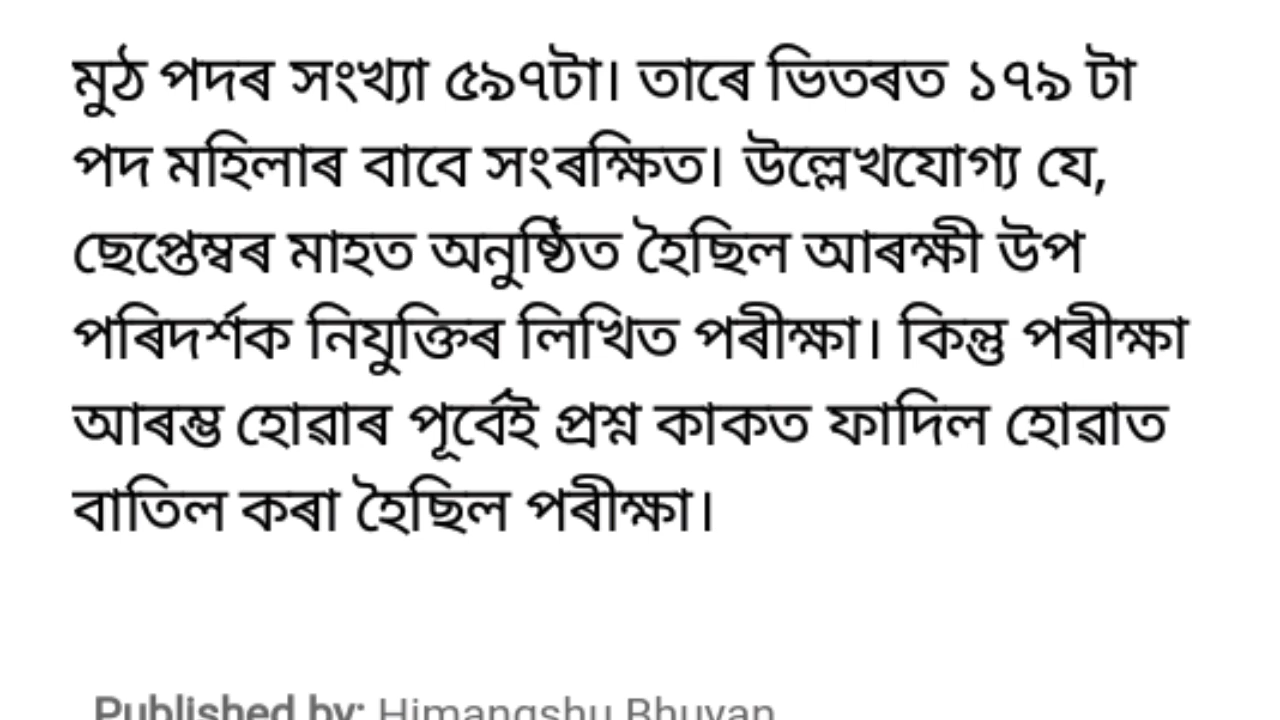 মুঠ পদৰ সংখ্যা ৫৯৭টা। তাৰে ভিতৰত ১৭৯ টা
পদ মহিলাৰ বাবে সংৰক্ষিত। উল্লেখযোগ্য যে,
ছেপ্তেম্বৰ মাহত অনুষ্ঠিত হৈছিল আৰক্ষী উপ
পৰিদৰ্শক নিযুক্তিৰ লিখিত পৰীক্ষা। কিন্তু পৰীক্ষা
আৰম্ভ হোৱাৰ পূৰ্বেই প্ৰশ্ন কাকত ফাদিল হোৱাত
বাতিল কৰা হৈছিল পৰীক্ষা।
Published by: Himangshu Bhuyan